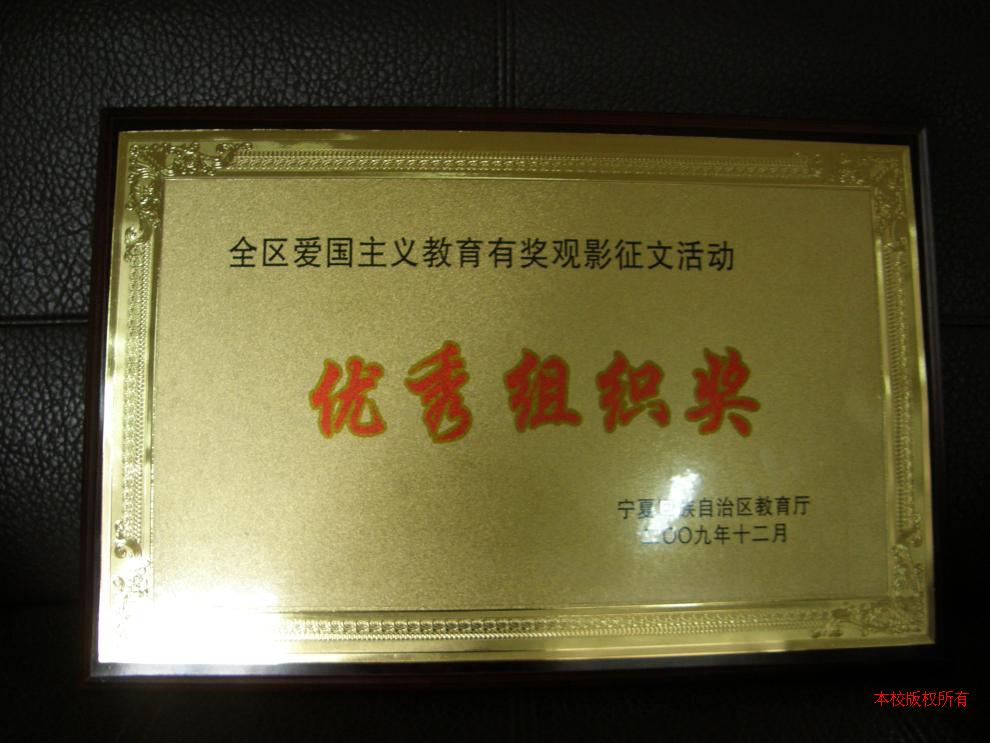 全区爱国主义教育有奖观影征文活动
优秀组织奖
宁夏回族自治区教育厅
二〇〇九年十二月
本校版权所有